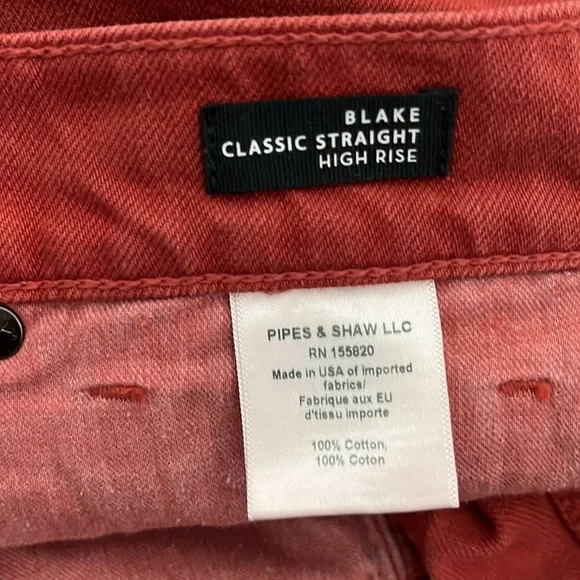 BLAKE
CLASSIC STRAIGHT
HIGH RISE
PIPES & SHAW LLC
RN 155820
Made in USA of imported
fabrics/
Fabrique aux EU
d'tissu importe
100% Cotton,
100% Coton